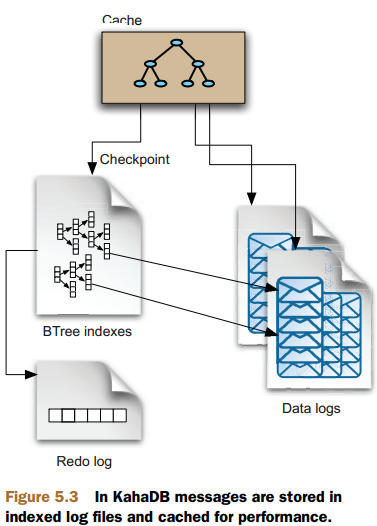 Cache
Checkpoint
BTree indexes
Data logs
Redo log
Figure 5.3 In KahaDB messages are stored in
indexed log files and cached for performance.